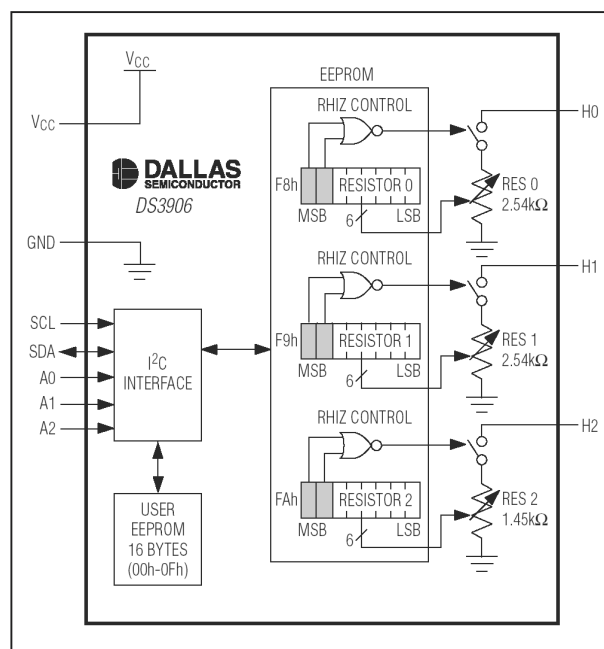 VCC
VCC
DALLAS
SEMICONDUCTOR
DS3906
GND
SCL
SDA
A0
A1
A2
I2C
INTERFACE
USER
EEPROM
16 BYTES
(00h-0Fh)
EEPROM
RHIZ CONTROL
F8h
RESISTOR 0
MSB
6
LSB
H0
RES 0
2.54kΩ
RHIZ CONTROL
F9h
RESISTOR 1
MSB
6
LSB
H1
RES 1
2.54kΩ
RHIZ CONTROL
FAh
RESISTOR 2
MSB
6
LSB
H2
RES 2
1.45kΩ